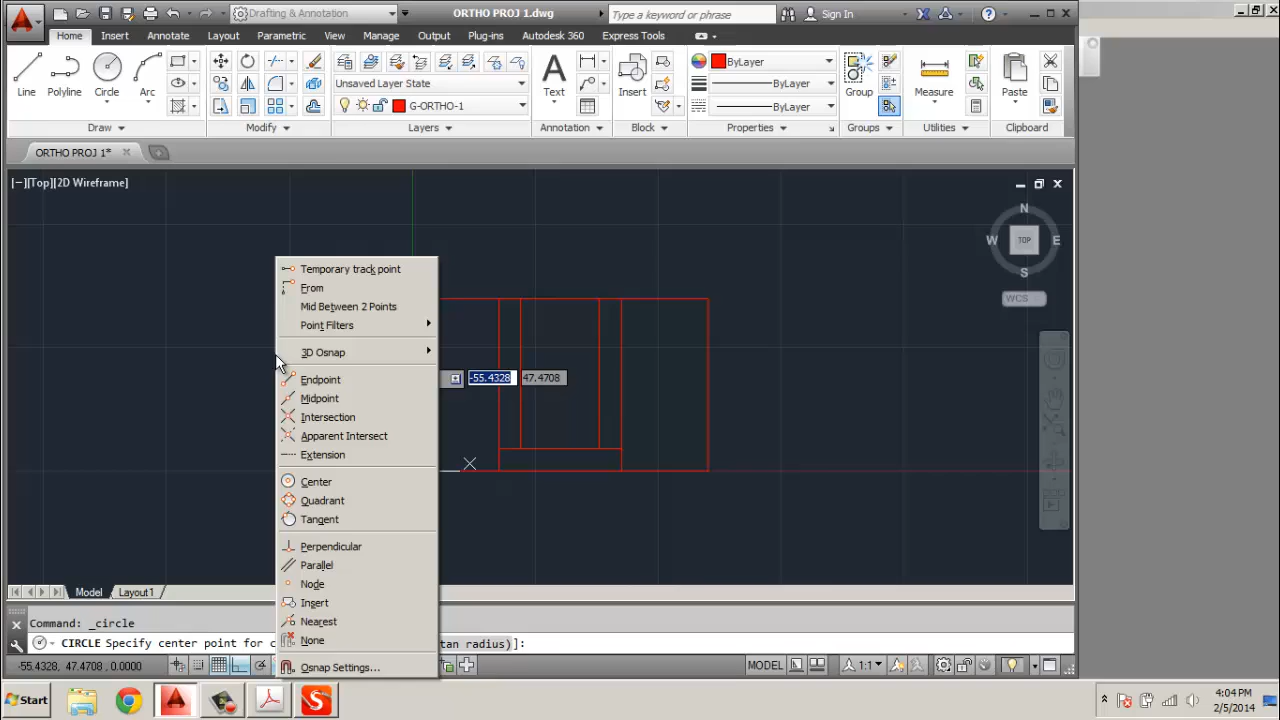 Drafting & Annotation
ORTHO PROJ 1.dwg
Type a keyword or phrase
Sign In
Home Insert Annotate Layout Parametric View Manage Output Plug-ins Autodesk 360 Express Tools
Line Polyline Circle Arc
Unsaved Layer State
G-ORTHO-1
Text
Insert
ByLayer
ByLayer
ByLayer
Group
Measure
Paste
Draw Modify Layers Annotation Block Properties Groups Utilities Clipboard
ORTHO PROJ 1*
[−][Top][2D Wireframe]
N
W TOP E
S
WCS
Temporary track point
From
Mid Between 2 Points
Point Filters
3D Osnap
Endpoint
Midpoint
Intersection
Apparent Intersect
Extension
Center
Quadrant
Tangent
Perpendicular
Parallel
Node
Insert
Nearest
None
Osnap Settings...
-55.4328 47.4708
Model Layout1
Command: _circle
CIRCLE Specify center point for c tan radius)]:
-55.4328, 47.4708, 0.0000
MODEL
1:1
Start
4:04 PM
2/5/2014